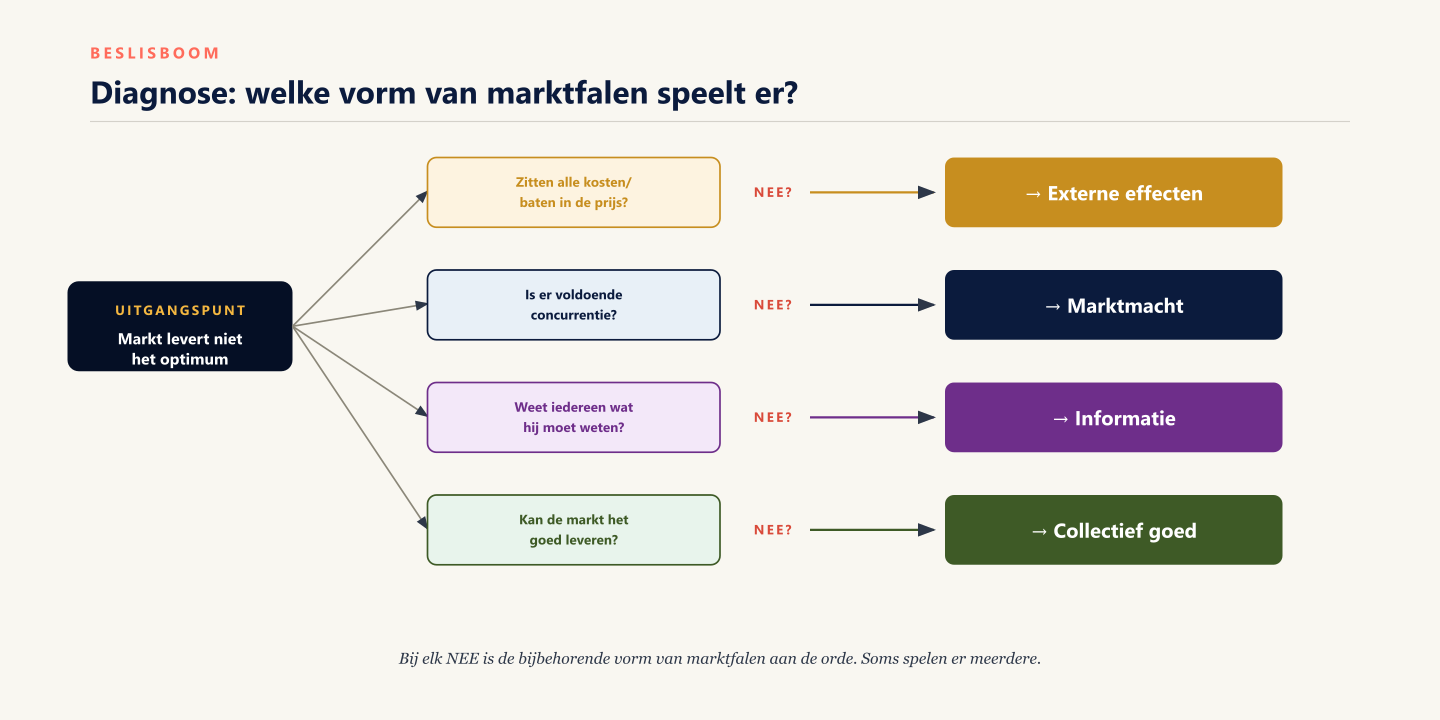 BESLISBOOM
Diagnose: welke vorm van marktfalen speelt er?
UITGANGSPUNT
Markt levert niet
het optimum
Zitten alle kosten/
baten in de prijs?
NEE?
→ Externe effecten
Is er voldoende
concurrentie?
NEE?
→ Marktmacht
Weet iedereen wat
hij moet weten?
NEE?
→ Informatie
Kan de markt het
goed leveren?
NEE?
→ Collectief goed
Bij elk NEE is de bijbehorende vorm van marktfalen aan de orde. Soms spelen er meerdere.